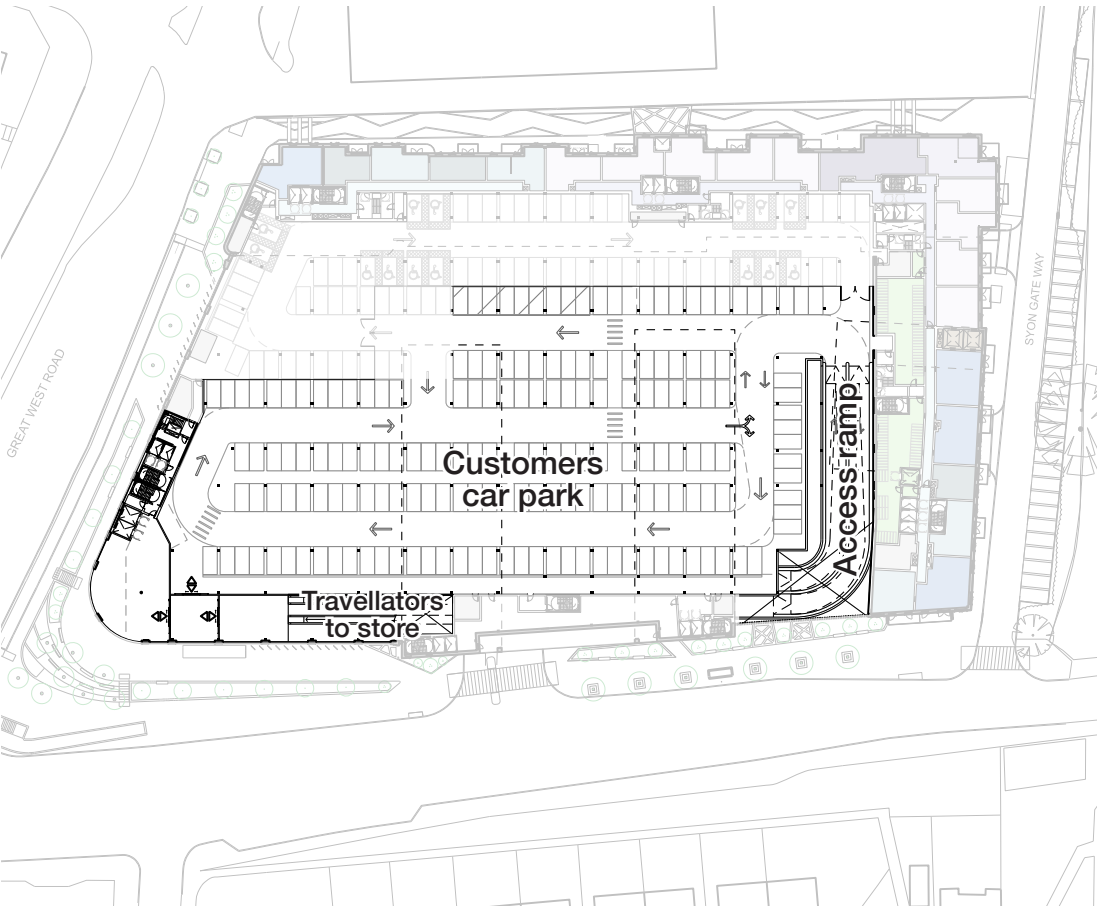 GREAT WEST ROAD
SYON GATE WAY
Customers
car park
Access ramp
Travellators
to store